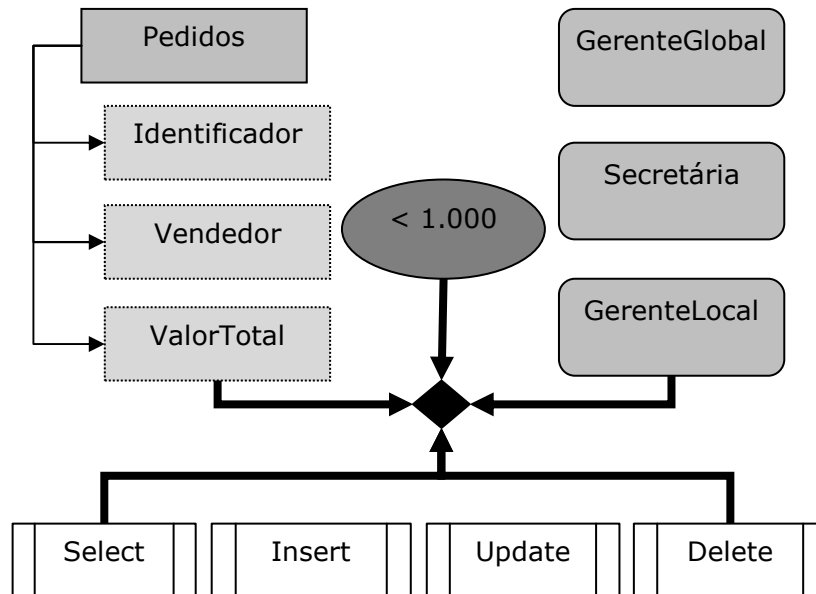 Pedidos
GerenteGlobal
Identificador
Secretária
Vendedor
< 1.000
ValorTotal
GerenteLocal
Select
Insert
Update
Delete